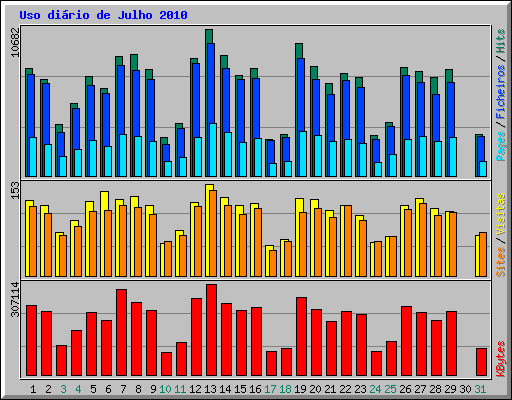 Uso diário de Julho 2010
10682
Pages / Ficheiros / Hits
153
Sites / Visitas
307114
KBytes
1 2 3 4 5 6 7 8 9 10 11 12 13 14 15 16 17 18 19 20 21 22 23 24 25 26 27 28 29 30 31